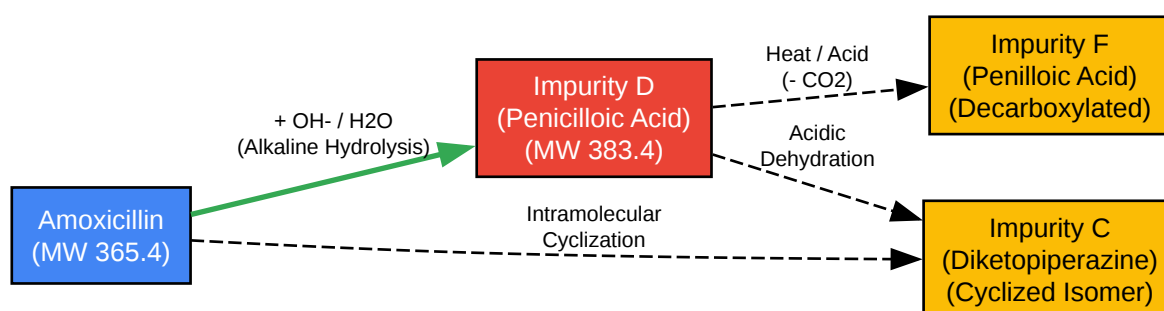 Amoxicillin
(MW 365.4)
+ OH- / H2O
(Alkaline Hydrolysis)
Impurity D
(Penicilloic Acid)
(MW 383.4)
Heat / Acid
(- CO2)
Impurity F
(Penilloic Acid)
(Decarboxylated)
Acidic
Dehydration
Intramolecular
Cyclization
Impurity C
(Diketopiperazine)
(Cyclized Isomer)